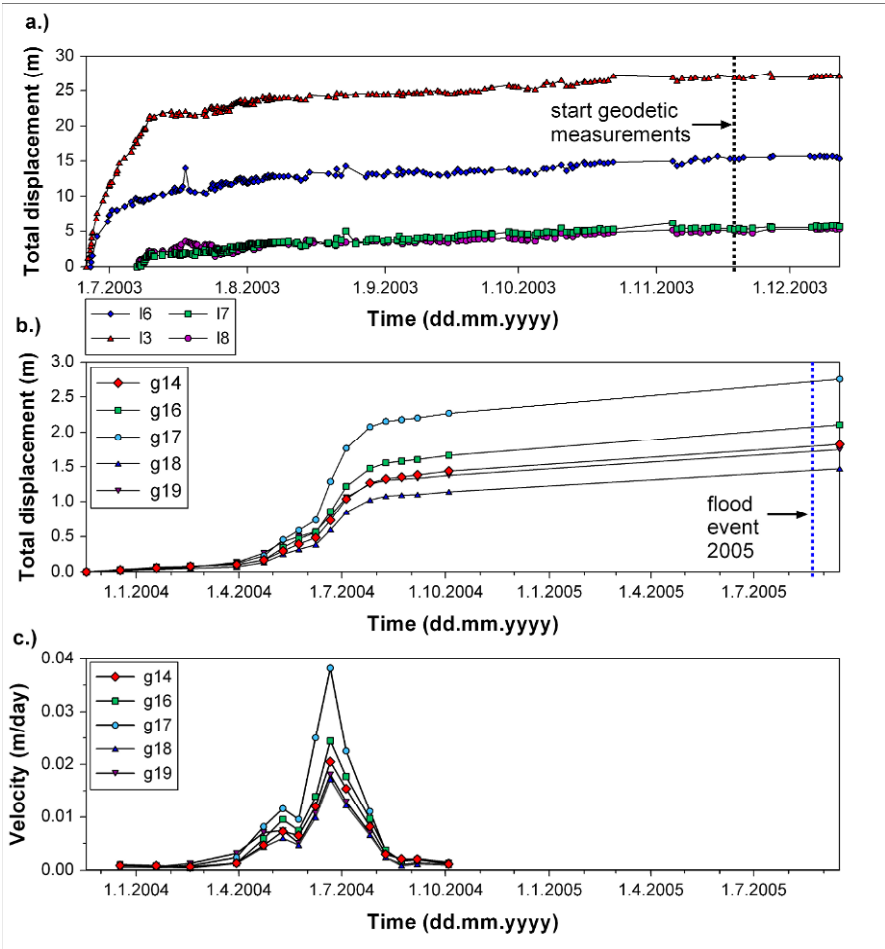 a.)
Total displacement (m)
30
25
20
15
10
5
0
start geodetic
measurements
1.7.2003 1.8.2003 1.9.2003 1.10.2003 1.11.2003 1.12.2003
Time (dd.mm.yyyy)
I6 I7
I3 I8
b.)
Total displacement (m)
3.0
2.5
2.0
1.5
1.0
0.5
0.0
g14
g16
g17
g18
g19
flood
event
2005
1.1.2004 1.4.2004 1.7.2004 1.10.2004 1.1.2005 1.4.2005 1.7.2005
Time (dd.mm.yyyy)
c.)
Velocity (m/day)
0.04
0.03
0.02
0.01
0.00
g14
g16
g17
g18
g19
1.1.2004 1.4.2004 1.7.2004 1.10.2004 1.1.2005 1.4.2005 1.7.2005
Time (dd.mm.yyyy)